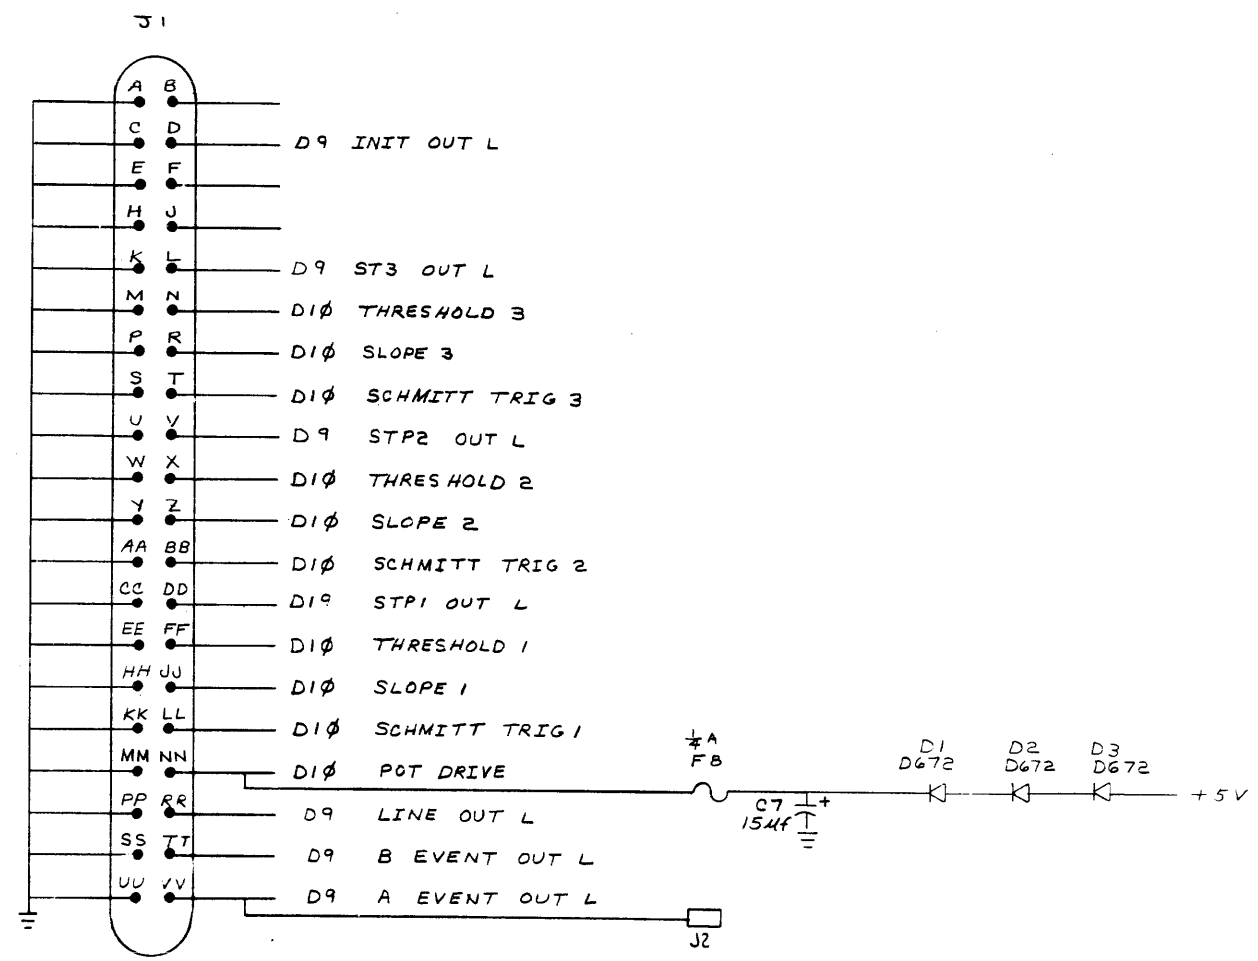 J1
A B
C D D9 INIT OUT L
E F
H J
K L D9 ST3 OUT L
M N D1Ø THRESHOLD 3
P R D1Ø SLOPE 3
S T D1Ø SCHMITT TRIG 3
U V D9 STP2 OUT L
W X D1Ø THRESHOLD 2
Y Z D1Ø SLOPE 2
AA BB D1Ø SCHMITT TRIG 2
CC DD D19 STP1 OUT L
EE FF D1Ø THRESHOLD 1
HH JJ D1Ø SLOPE 1
KK LL D1Ø SCHMITT TRIG 1
MM NN D1Ø POT DRIVE
1/4 A
F8
D1
D672
D2
D672
D3
D672
+5V
C7 +
15Mf
PP RR D9 LINE OUT L
SS TT D9 B EVENT OUT L
UU VV D9 A EVENT OUT L
J2